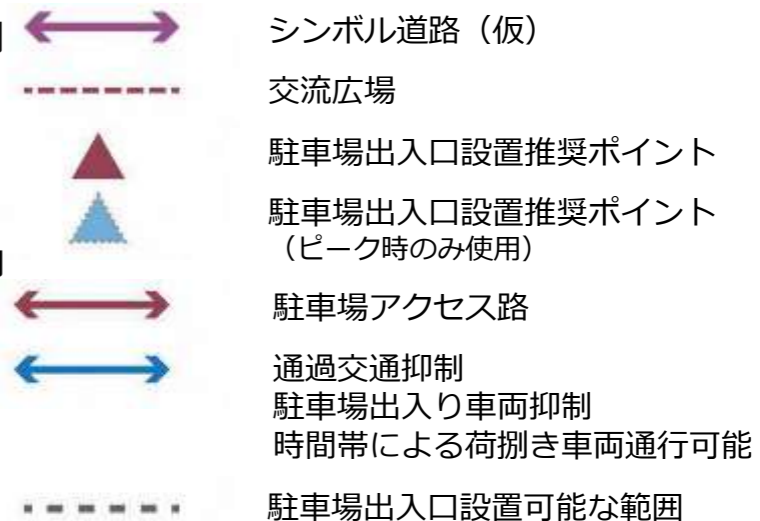 シンボル道路（仮）
交流広場
駐車場出入口設置推奨ポイント
駐車場出入口設置推奨ポイント
（ピーク時のみ使用）
駐車場アクセス路
通過交通抑制
駐車場出入り車両抑制
時間帯による荷捌き車両通行可能
駐車場出入口設置可能な範囲